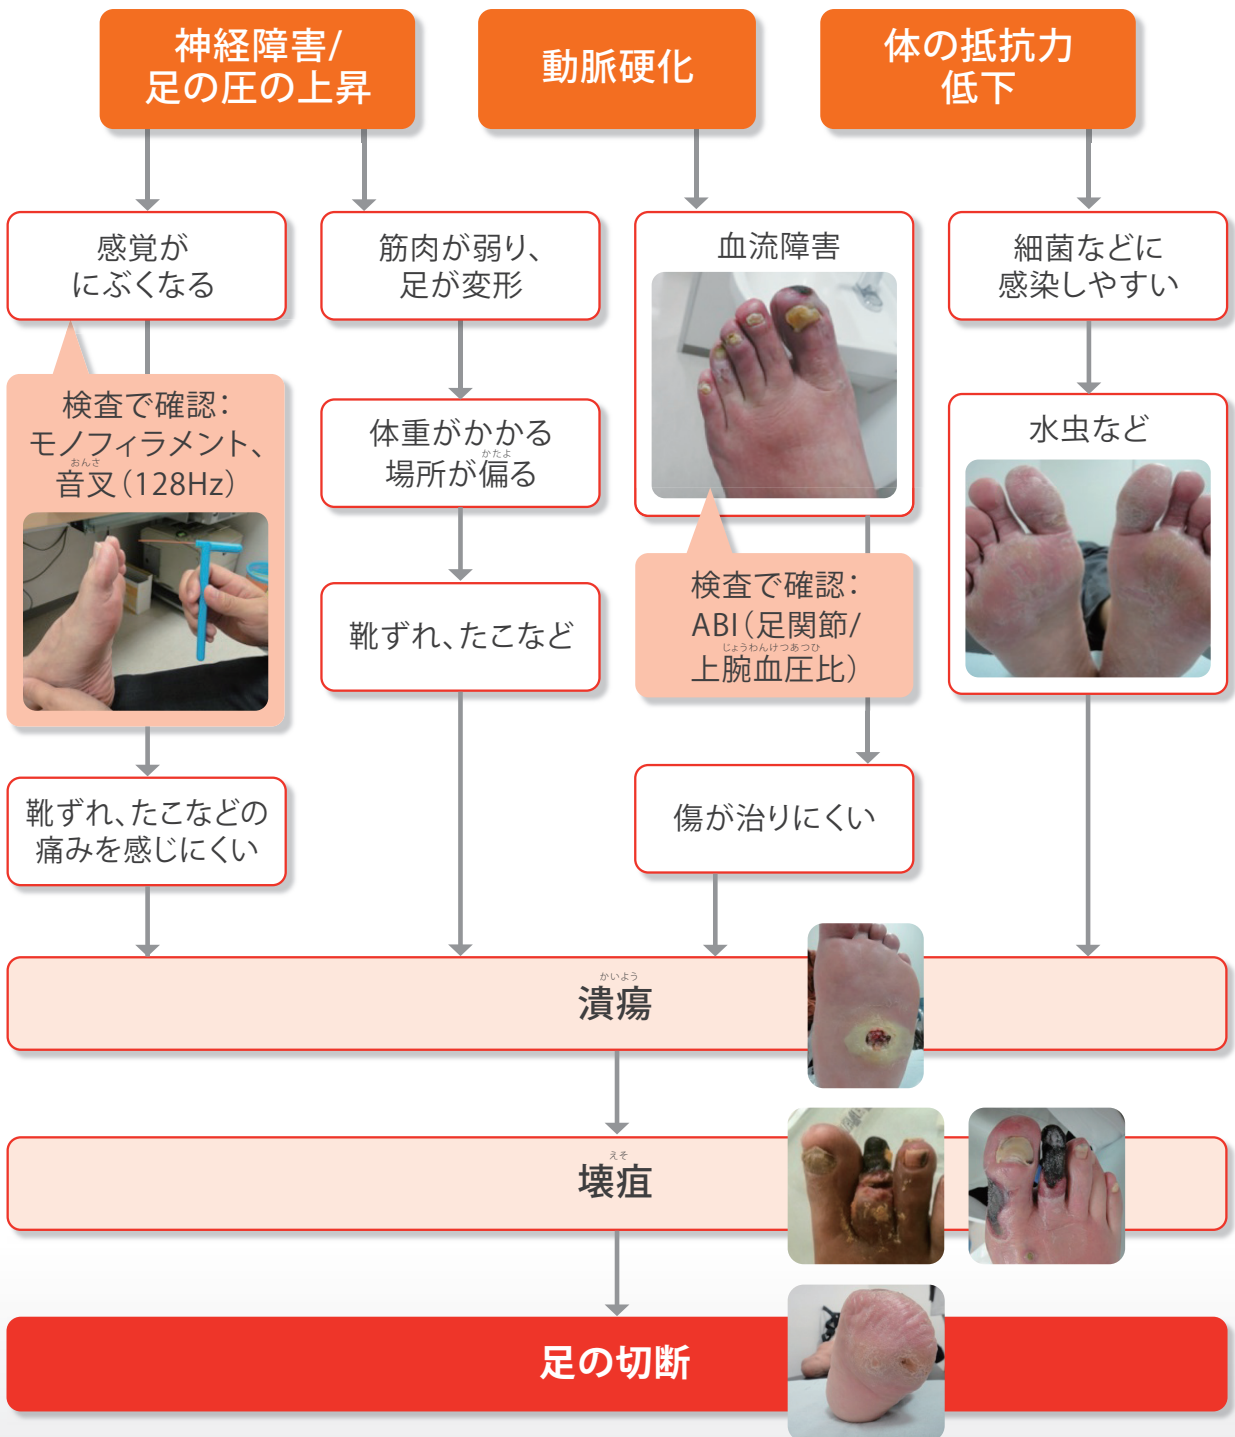 神経障害/
足の圧の上昇
動脈硬化
体の抵抗力
低下
感覚が
にぶくなる
筋肉が弱り、
足が変形
血流障害
細菌などに
感染しやすい
検査で確認：
モノフィラメント、
おんさ
音叉（128Hz）
体重がかかる
かたよ
場所が偏る
水虫など
靴ずれ、たこなど
検査で確認：
ABI（足関節/
じょうわんけつあつひ
上腕血圧比）
靴ずれ、たこなどの
痛みを感じにくい
傷が治りにくい
かいよう
潰瘍
えそ
壊疽
足の切断